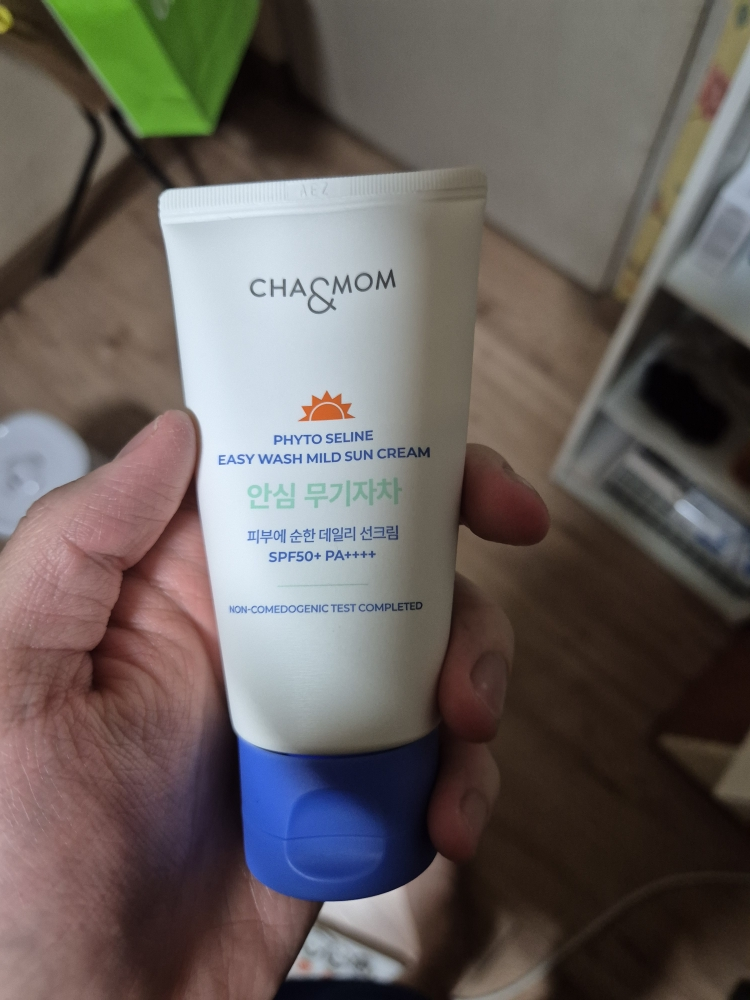 CHA&MOM
PHYTO SELINE
EASY WASH MILD SUN CREAM
안심 무기자차
피부에 순한 데일리 선크림
SPF50+ PA++++
NON-COMEDOGENIC TEST COMPLETED